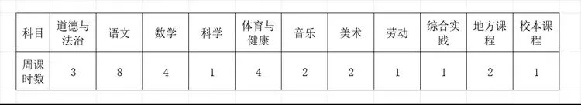 科目 道德与法治 语文 数学 科学 体育与健康 音乐 美术 劳动 综合实践 地方课程 校本课程
周课时数 3 8 4 1 4 2 2 1 1 2 1